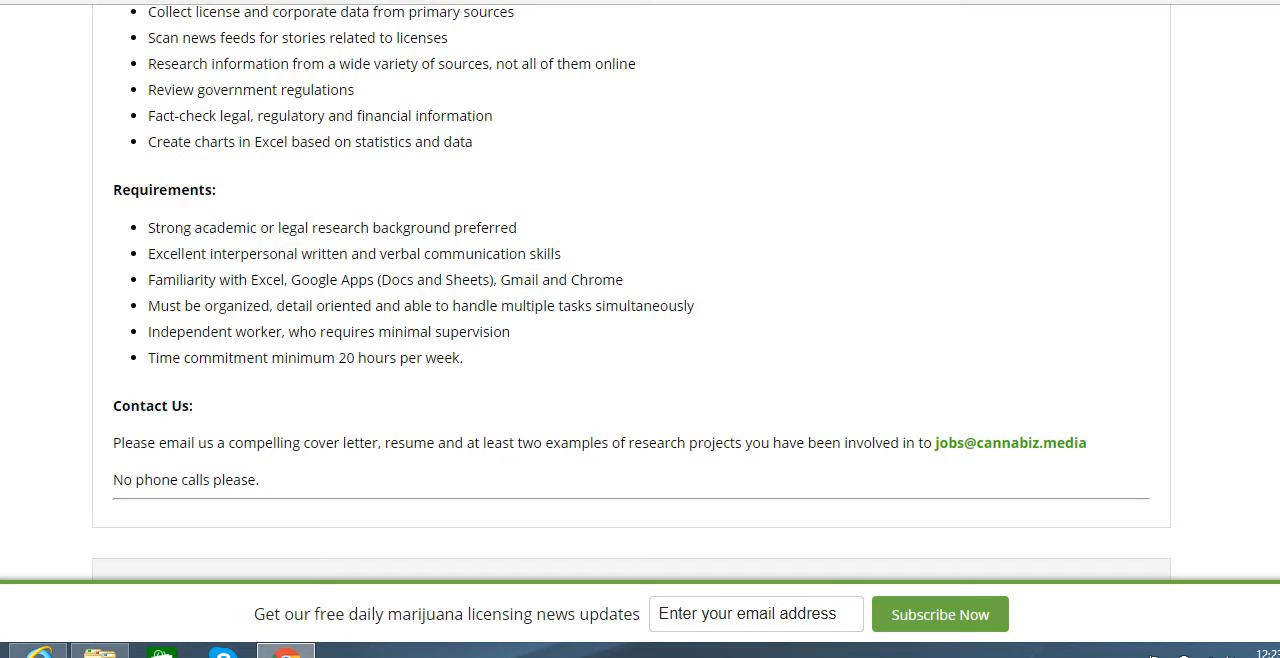 Collect license and corporate data from primary sources
Scan news feeds for stories related to licenses
Research information from a wide variety of sources, not all of them online
Review government regulations
Fact-check legal, regulatory and financial information
Create charts in Excel based on statistics and data
Requirements:
Strong academic or legal research background preferred
Excellent interpersonal written and verbal communication skills
Familiarity with Excel, Google Apps (Docs and Sheets), Gmail and Chrome
Must be organized, detail oriented and able to handle multiple tasks simultaneously
Independent worker, who requires minimal supervision
Time commitment minimum 20 hours per week.
Contact Us:
Please email us a compelling cover letter, resume and at least two examples of research projects you have been involved in to jobs@cannabiz.media
No phone calls please.
Get our free daily marijuana licensing news updates
Enter your email address
Subscribe Now